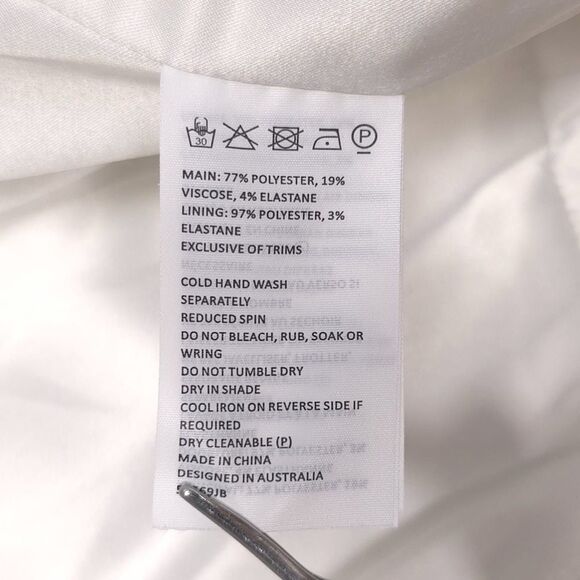 30 P
MAIN: 77% POLYESTER, 19%
VISCOSE, 4% ELASTANE
LINING: 97% POLYESTER, 3%
ELASTANE
EXCLUSIVE OF TRIMS
COLD HAND WASH
SEPARATELY
REDUCED SPIN
DO NOT BLEACH, RUB, SOAK OR
WRING
DO NOT TUMBLE DRY
DRY IN SHADE
COOL IRON ON REVERSE SIDE IF
REQUIRED
DRY CLEANABLE (P)
MADE IN CHINA
DESIGNED IN AUSTRALIA